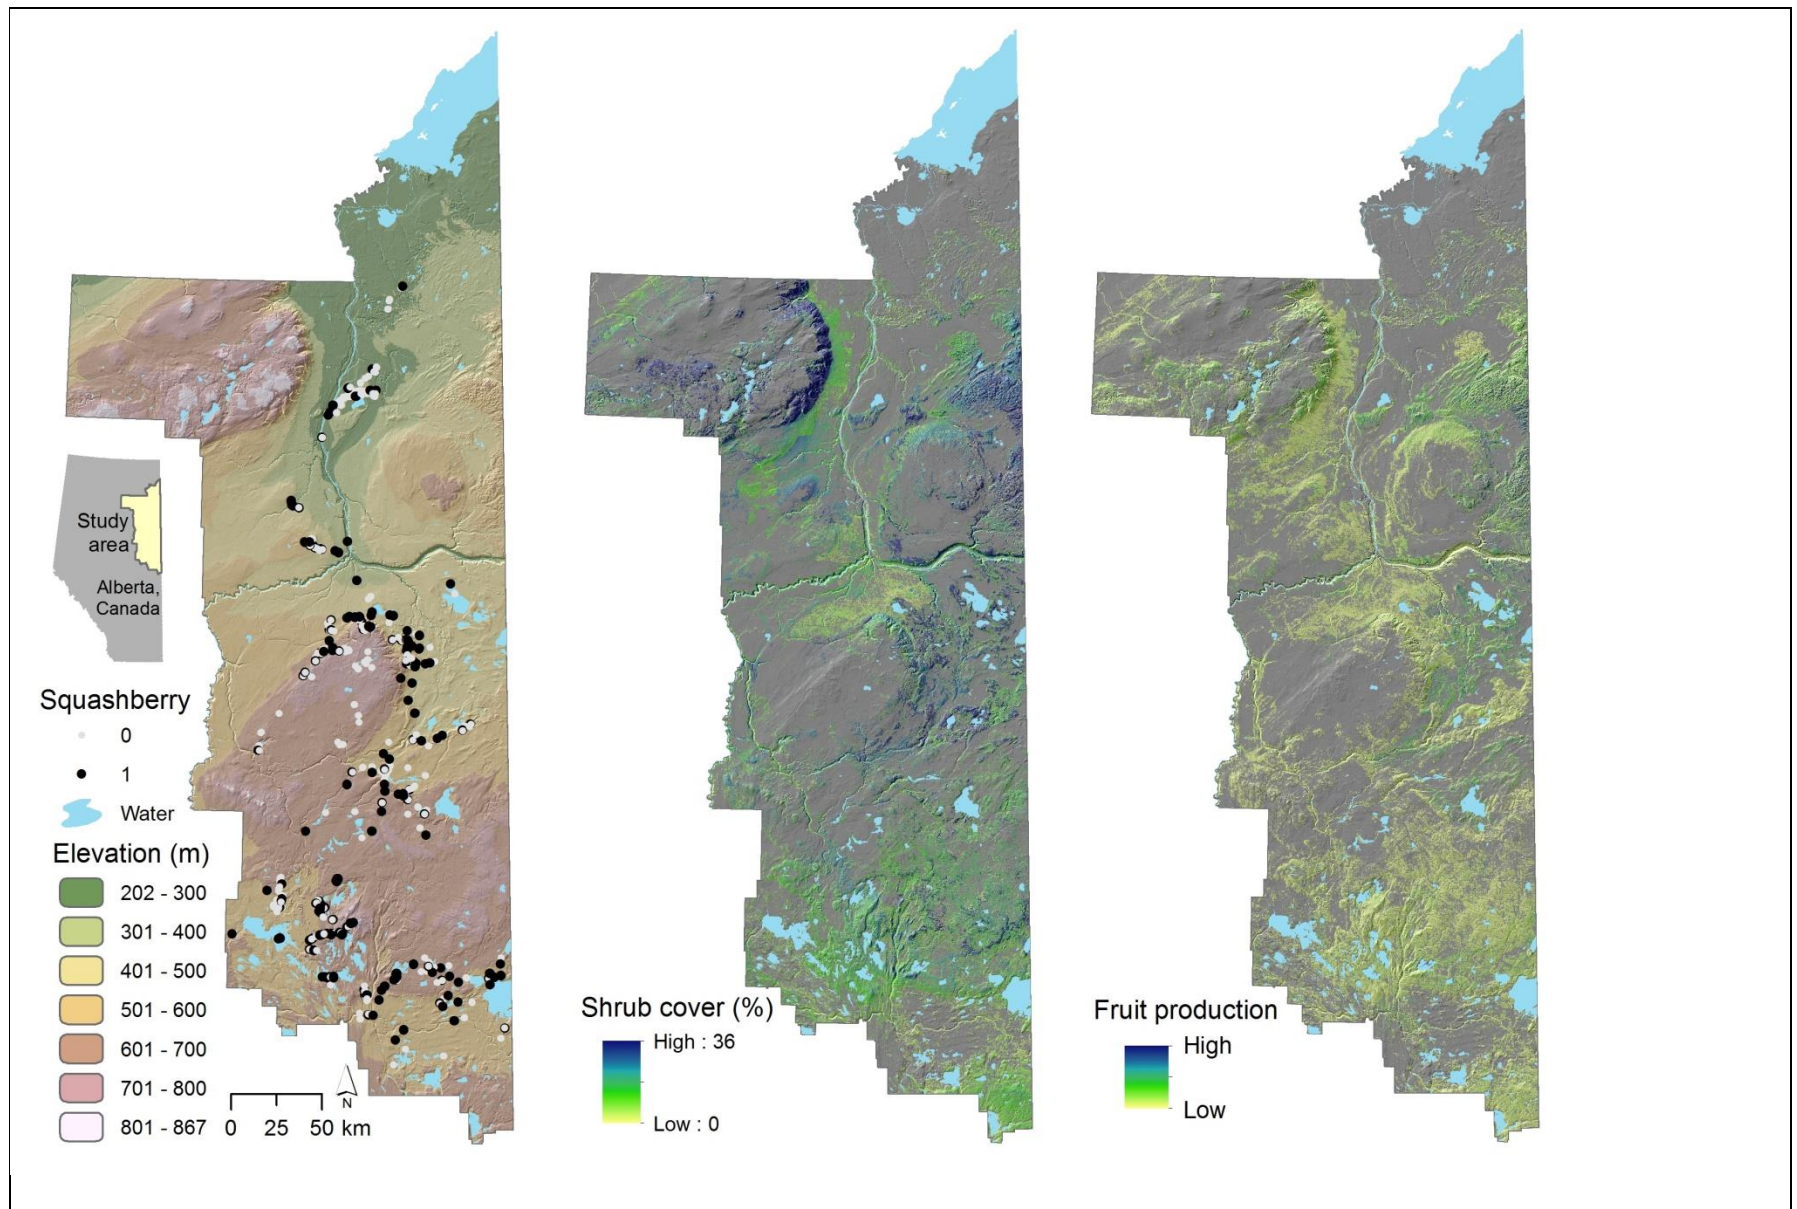 Study
area
Alberta,
Canada
Squashberry
0
1
Water
Elevation (m)
202 - 300
301 - 400
401 - 500
501 - 600
601 - 700
701 - 800
801 - 867
N
0 25 50 km
Shrub cover (%)
High : 36
Low : 0
Fruit production
High
Low